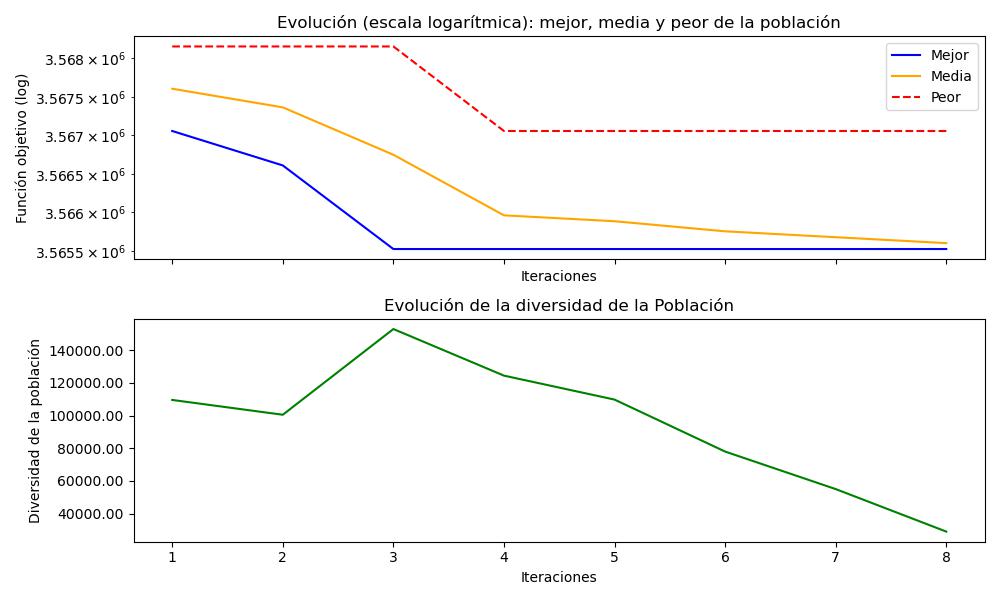 Evolución (escala logarítmica): mejor, media y peor de la población
Función objetivo (log)
3.568 × 10⁶
3.5675 × 10⁶
3.567 × 10⁶
3.5665 × 10⁶
3.566 × 10⁶
3.5655 × 10⁶
Mejor
Media
Peor
Iteraciones
Evolución de la diversidad de la Población
Diversidad de la población
140000.00
120000.00
100000.00
80000.00
60000.00
40000.00
1 2 3 4 5 6 7 8
Iteraciones